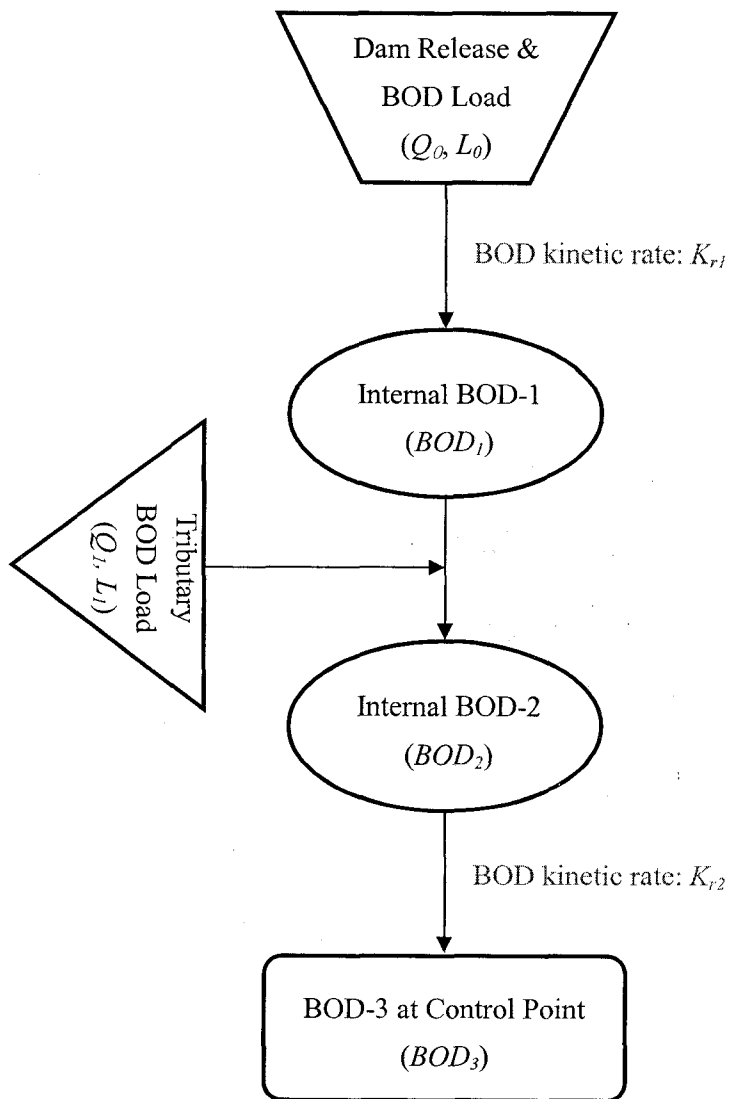 Dam Release &
BOD Load
(Q₀, L₀)
BOD kinetic rate: Kᵣ₁
Internal BOD-1
(BOD₁)
Tributary
BOD Load
(Q₁, L₁)
Internal BOD-2
(BOD₂)
BOD kinetic rate: Kᵣ₂
BOD-3 at Control Point
(BOD₃)